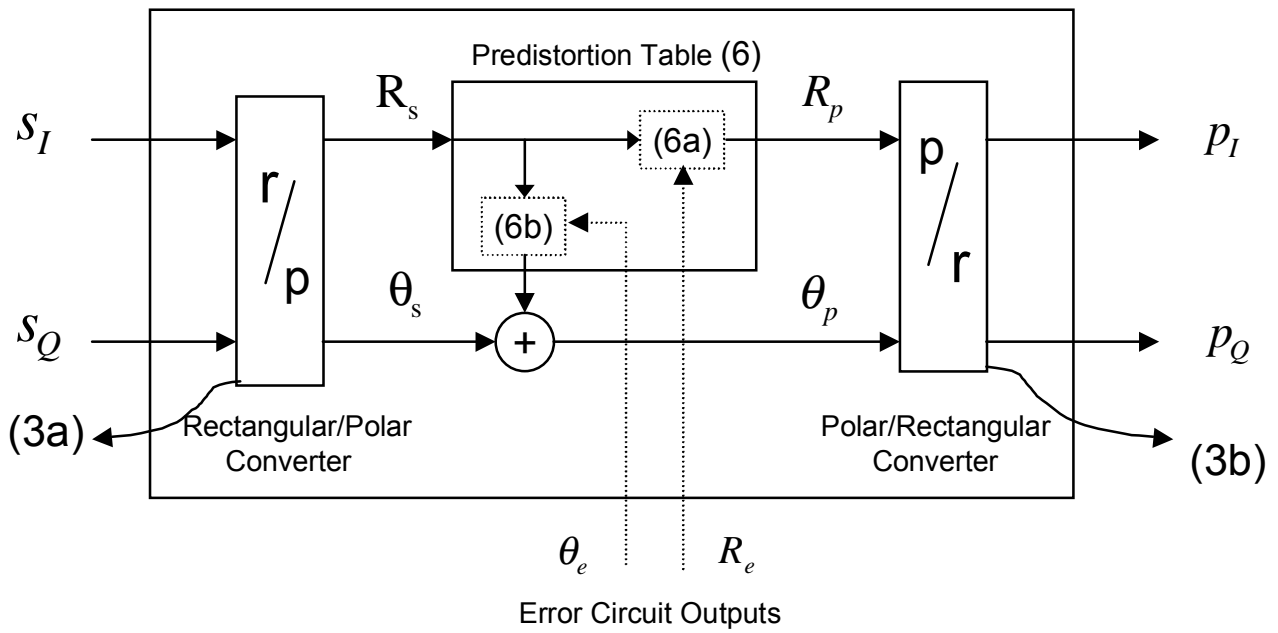 Predistortion Table (6)
s_I
R_s
(6a)
R_p
p_I
r/p
p/r
(6b)
s_Q
θ_s
+
θ_p
p_Q
(3a)
Rectangular/Polar
Converter
Polar/Rectangular
Converter
(3b)
θ_e
R_e
Error Circuit Outputs